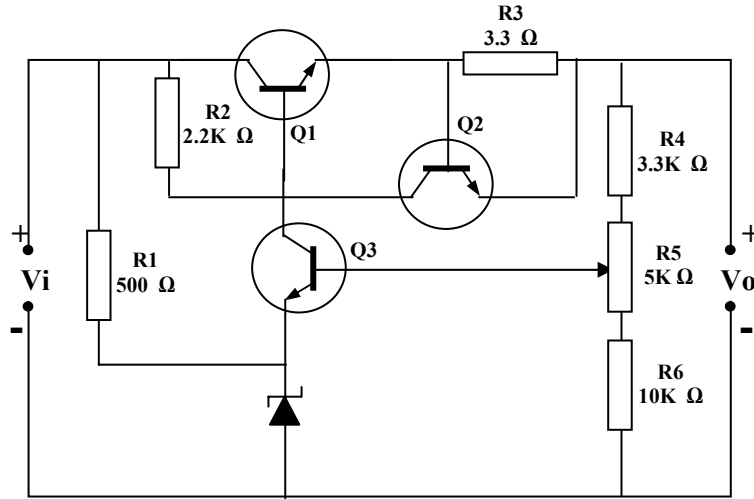 R3
3.3 Ω
R2
2.2K Ω
Q1
Q2
R4
3.3K Ω
+
Vi
-
R1
500 Ω
Q3
R5
5K Ω
+
Vo
-
R6
10K Ω